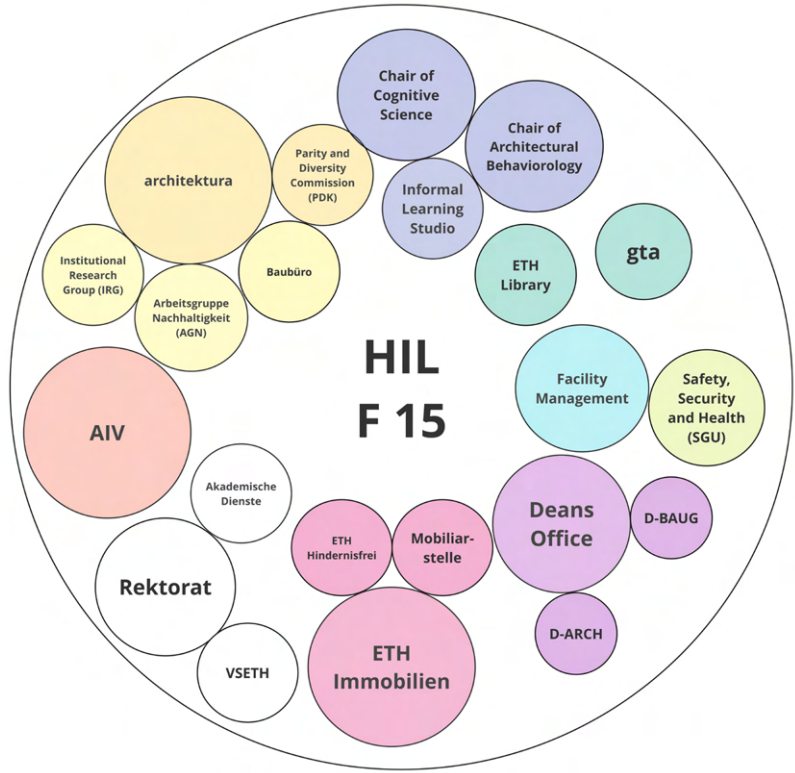 Chair of
Cognitive
Science
Chair of
Architectural
Behaviorology
Informal
Learning
Studio
architektura
Parity and
Diversity
Commission
(PDK)
Institutional
Research
Group (IRG)
Arbeitsgruppe
Nachhaltigkeit
(AGN)
Baubüro
ETH
Library
gta
HIL
F 15
Facility
Management
Safety,
Security
and Health
(SGU)
AIV
Akademische
Dienste
Rektorat
VSETH
ETH
Hindernisfrei
Mobiliar-
stelle
ETH
Immobilien
Deans
Office
D-BAUG
D-ARCH